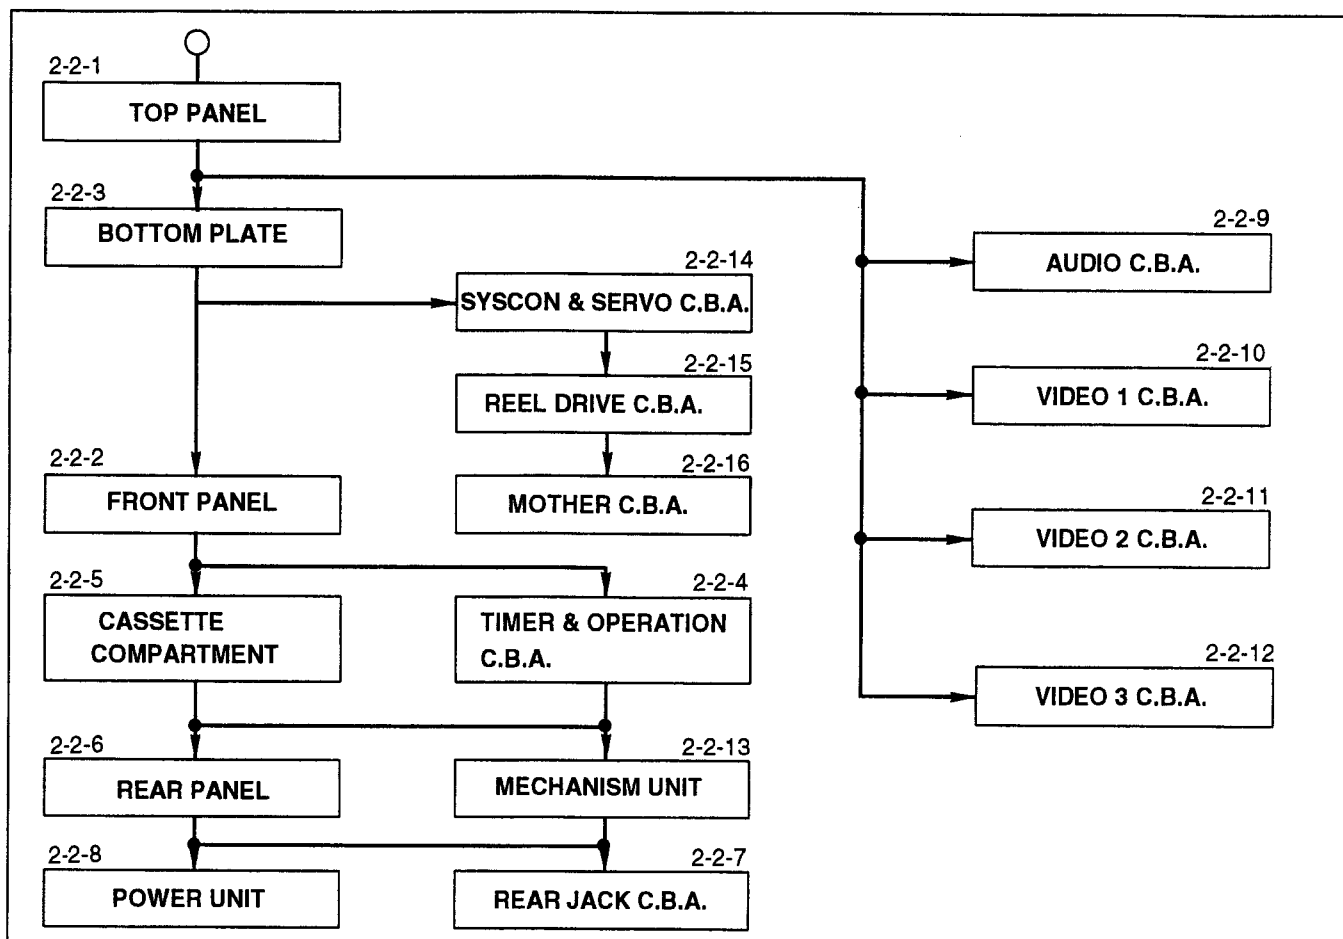 2-2-1
TOP PANEL
2-2-3
BOTTOM PLATE
2-2-14
SYSCON & SERVO C.B.A.
2-2-15
REEL DRIVE C.B.A.
2-2-2
FRONT PANEL
2-2-16
MOTHER C.B.A.
2-2-5
CASSETTE
COMPARTMENT
2-2-4
TIMER & OPERATION
C.B.A.
2-2-6
REAR PANEL
2-2-13
MECHANISM UNIT
2-2-8
POWER UNIT
2-2-7
REAR JACK C.B.A.
2-2-9
AUDIO C.B.A.
2-2-10
VIDEO 1 C.B.A.
2-2-11
VIDEO 2 C.B.A.
2-2-12
VIDEO 3 C.B.A.